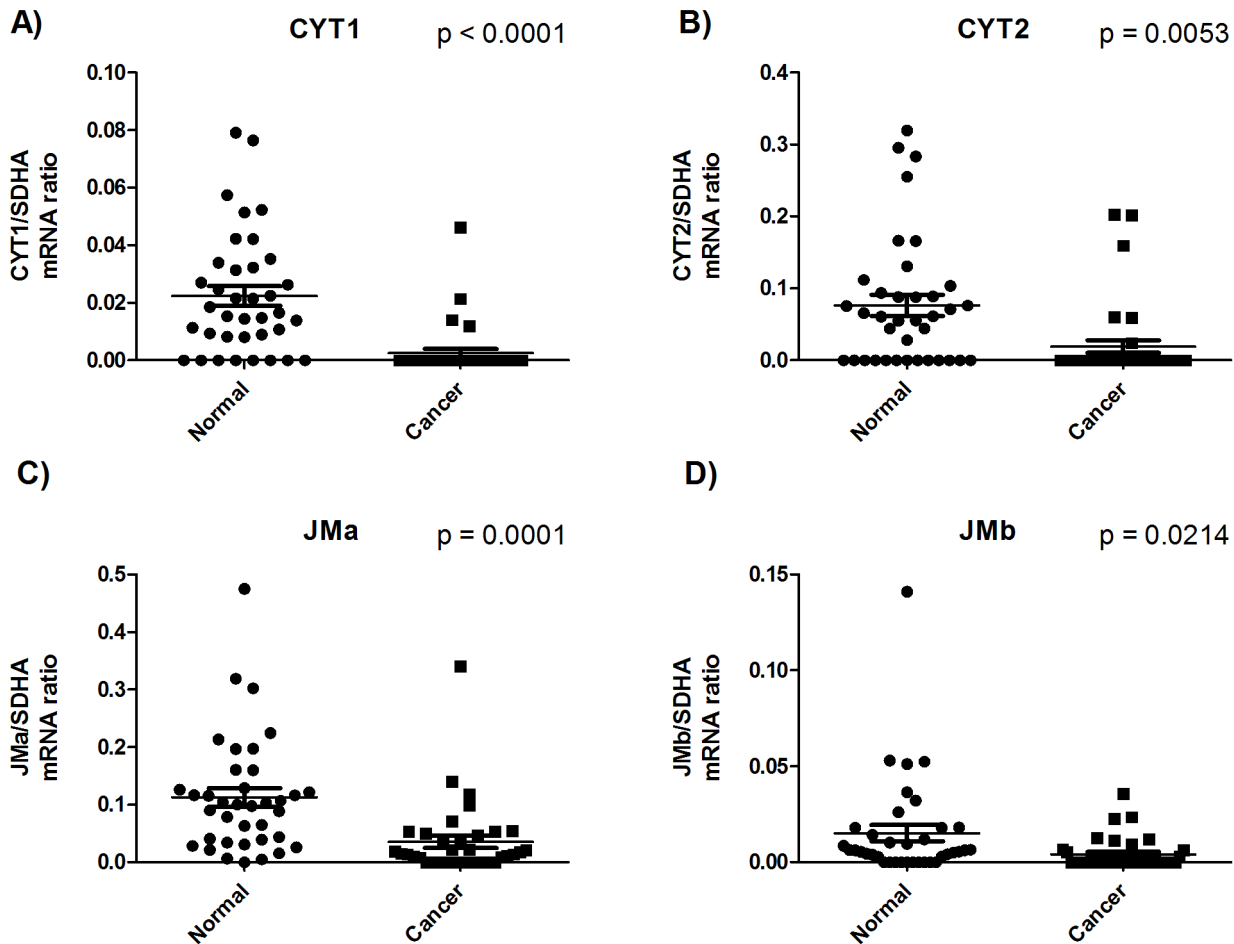 A)
CYT1
p < 0.0001
CYT1/SDHA
mRNA ratio
0.10
0.08
0.06
0.04
0.02
0.00
Normal
Cancer
B)
CYT2
p = 0.0053
CYT2/SDHA
mRNA ratio
0.4
0.3
0.2
0.1
0.0
Normal
Cancer
C)
JMa
p = 0.0001
JMa/SDHA
mRNA ratio
0.5
0.4
0.3
0.2
0.1
0.0
Normal
Cancer
D)
JMb
p = 0.0214
JMb/SDHA
mRNA ratio
0.15
0.10
0.05
0.00
Normal
Cancer